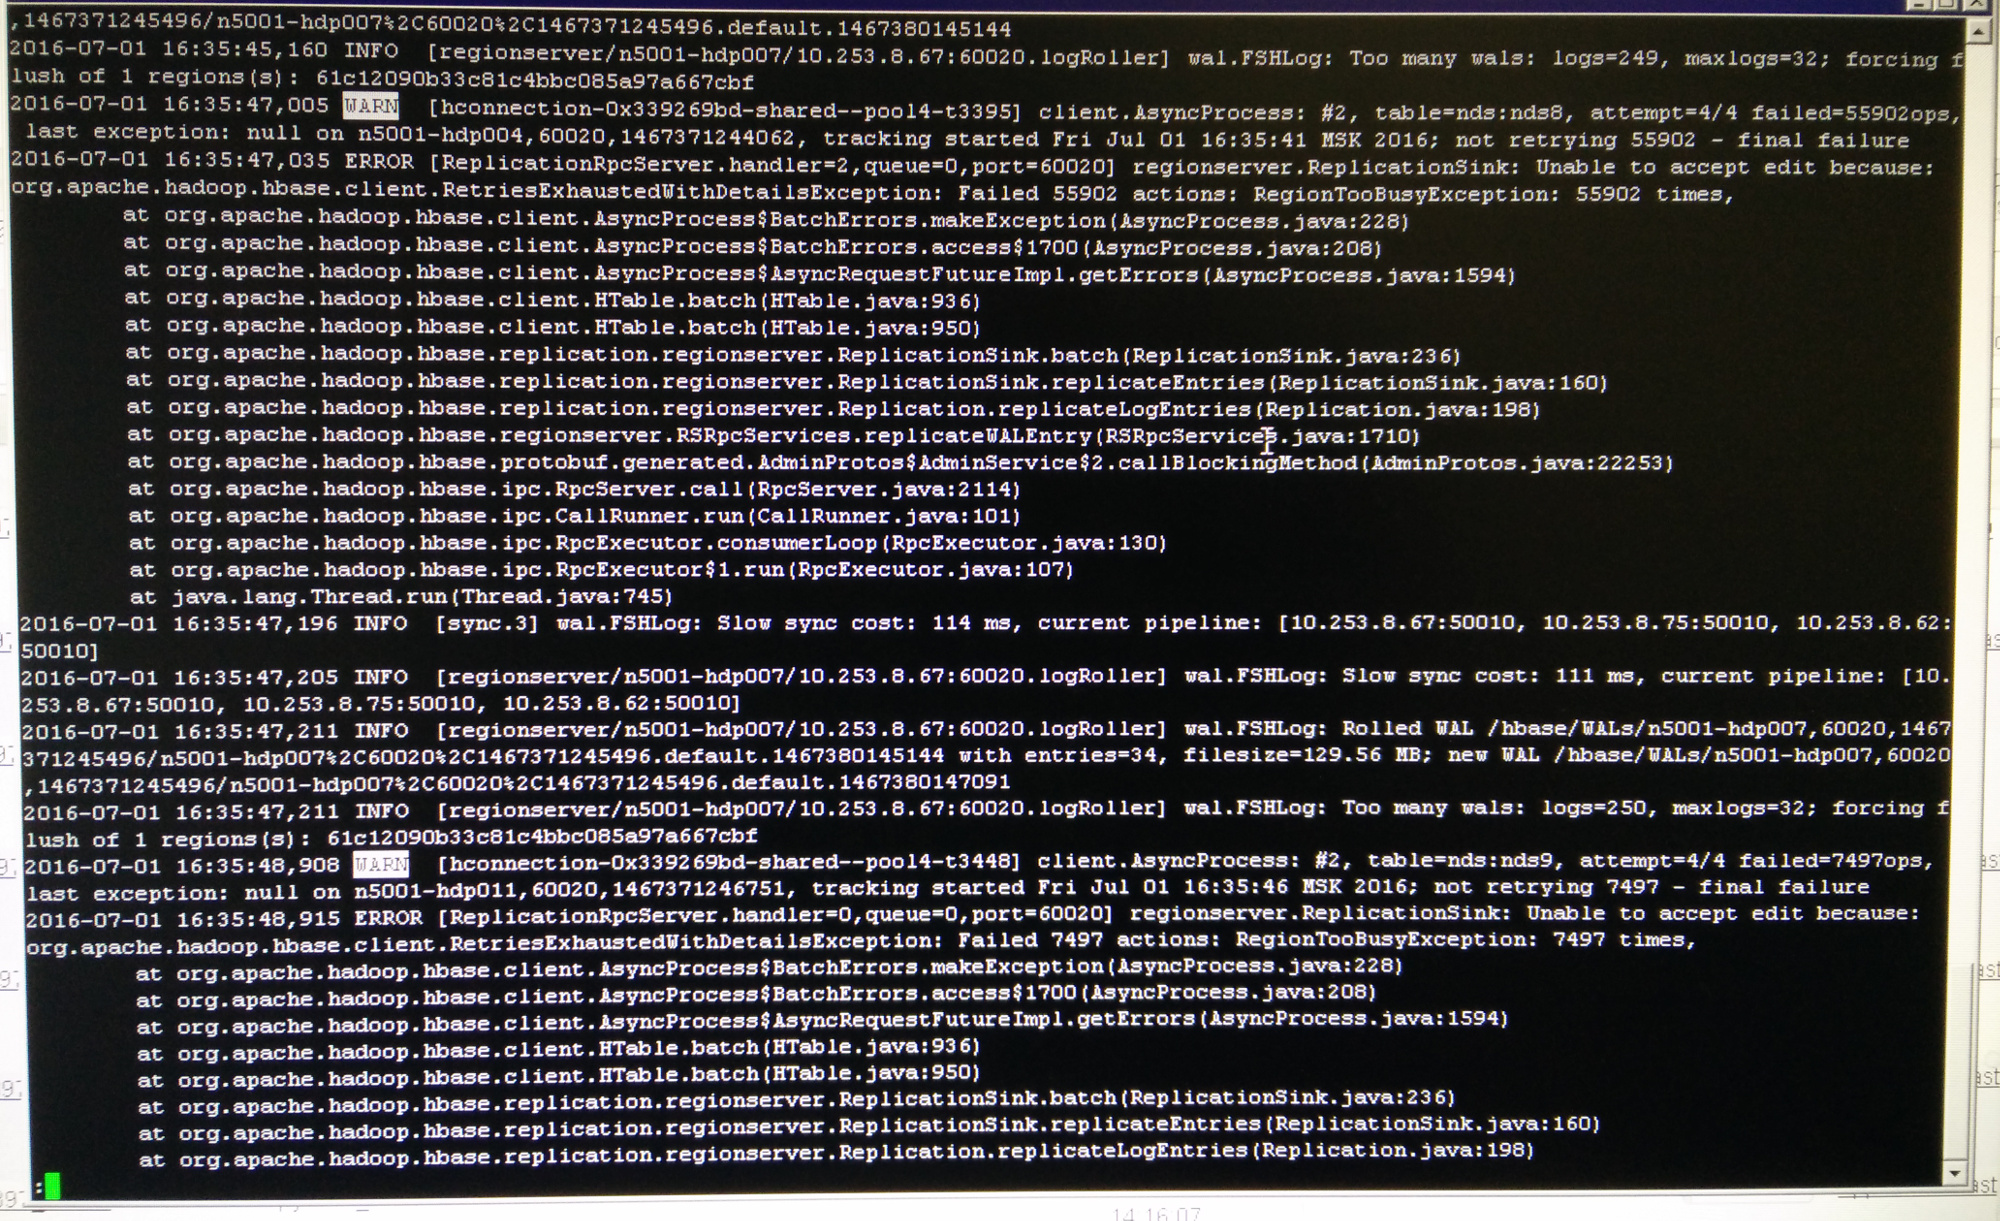 ,1467371245496/n5001-hdp007%2C60020%2C1467371245496.default.1467380145144
2016-07-01 16:35:45,160 INFO  [regionserver/n5001-hdp007/10.253.8.67:60020.logRoller] wal.FSHLog: Too many wals: logs=249, maxlogs=32; forcing f
lush of 1 regions(s): 61c12090b33c81c4bbc085a97a667cbf
2016-07-01 16:35:47,005 WARN  [hconnection-0x339269bd-shared--pool4-t3395] client.AsyncProcess: #2, table=nds:nds8, attempt=4/4 failed=55902ops,
 last exception: null on n5001-hdp004,60020,1467371244062, tracking started Fri Jul 01 16:35:41 MSK 2016; not retrying 55902 - final failure
2016-07-01 16:35:47,035 ERROR [ReplicationRpcServer.handler=2,queue=0,port=60020] regionserver.ReplicationSink: Unable to accept edit because:
org.apache.hadoop.hbase.client.RetriesExhaustedWithDetailsException: Failed 55902 actions: RegionTooBusyException: 55902 times,
        at org.apache.hadoop.hbase.client.AsyncProcess$BatchErrors.makeException(AsyncProcess.java:228)
        at org.apache.hadoop.hbase.client.AsyncProcess$BatchErrors.access$1700(AsyncProcess.java:208)
        at org.apache.hadoop.hbase.client.AsyncProcess$AsyncRequestFutureImpl.getErrors(AsyncProcess.java:1594)
        at org.apache.hadoop.hbase.client.HTable.batch(HTable.java:936)
        at org.apache.hadoop.hbase.client.HTable.batch(HTable.java:950)
        at org.apache.hadoop.hbase.replication.regionserver.ReplicationSink.batch(ReplicationSink.java:236)
        at org.apache.hadoop.hbase.replication.regionserver.ReplicationSink.replicateEntries(ReplicationSink.java:160)
        at org.apache.hadoop.hbase.replication.regionserver.Replication.replicateLogEntries(Replication.java:198)
        at org.apache.hadoop.hbase.regionserver.RSRpcServices.replicateWALEntry(RSRpcServices.java:1710)
        at org.apache.hadoop.hbase.protobuf.generated.AdminProtos$AdminService$2.callBlockingMethod(AdminProtos.java:22253)
        at org.apache.hadoop.hbase.ipc.RpcServer.call(RpcServer.java:2114)
        at org.apache.hadoop.hbase.ipc.CallRunner.run(CallRunner.java:101)
        at org.apache.hadoop.hbase.ipc.RpcExecutor.consumerLoop(RpcExecutor.java:130)
        at org.apache.hadoop.hbase.ipc.RpcExecutor$1.run(RpcExecutor.java:107)
        at java.lang.Thread.run(Thread.java:745)
2016-07-01 16:35:47,196 INFO  [sync.3] wal.FSHLog: Slow sync cost: 114 ms, current pipeline: [10.253.8.67:50010, 10.253.8.75:50010, 10.253.8.62:
50010]
2016-07-01 16:35:47,205 INFO  [regionserver/n5001-hdp007/10.253.8.67:60020.logRoller] wal.FSHLog: Slow sync cost: 111 ms, current pipeline: [10.
253.8.67:50010, 10.253.8.75:50010, 10.253.8.62:50010]
2016-07-01 16:35:47,211 INFO  [regionserver/n5001-hdp007/10.253.8.67:60020.logRoller] wal.FSHLog: Rolled WAL /hbase/WALs/n5001-hdp007,60020,1467
371245496/n5001-hdp007%2C60020%2C1467371245496.default.1467380145144 with entries=34, filesize=129.56 MB; new WAL /hbase/WALs/n5001-hdp007,60020
,1467371245496/n5001-hdp007%2C60020%2C1467371245496.default.1467380147091
2016-07-01 16:35:47,211 INFO  [regionserver/n5001-hdp007/10.253.8.67:60020.logRoller] wal.FSHLog: Too many wals: logs=250, maxlogs=32; forcing f
lush of 1 regions(s): 61c12090b33c81c4bbc085a97a667cbf
2016-07-01 16:35:48,908 WARN  [hconnection-0x339269bd-shared--pool4-t3448] client.AsyncProcess: #2, table=nds:nds9, attempt=4/4 failed=7497ops,
last exception: null on n5001-hdp011,60020,1467371246751, tracking started Fri Jul 01 16:35:46 MSK 2016; not retrying 7497 - final failure
2016-07-01 16:35:48,915 ERROR [ReplicationRpcServer.handler=0,queue=0,port=60020] regionserver.ReplicationSink: Unable to accept edit because:
org.apache.hadoop.hbase.client.RetriesExhaustedWithDetailsException: Failed 7497 actions: RegionTooBusyException: 7497 times,
        at org.apache.hadoop.hbase.client.AsyncProcess$BatchErrors.makeException(AsyncProcess.java:228)
        at org.apache.hadoop.hbase.client.AsyncProcess$BatchErrors.access$1700(AsyncProcess.java:208)
        at org.apache.hadoop.hbase.client.AsyncProcess$AsyncRequestFutureImpl.getErrors(AsyncProcess.java:1594)
        at org.apache.hadoop.hbase.client.HTable.batch(HTable.java:936)
        at org.apache.hadoop.hbase.client.HTable.batch(HTable.java:950)
        at org.apache.hadoop.hbase.replication.regionserver.ReplicationSink.batch(ReplicationSink.java:236)
        at org.apache.hadoop.hbase.replication.regionserver.ReplicationSink.replicateEntries(ReplicationSink.java:160)
        at org.apache.hadoop.hbase.replication.regionserver.Replication.replicateLogEntries(Replication.java:198)
: